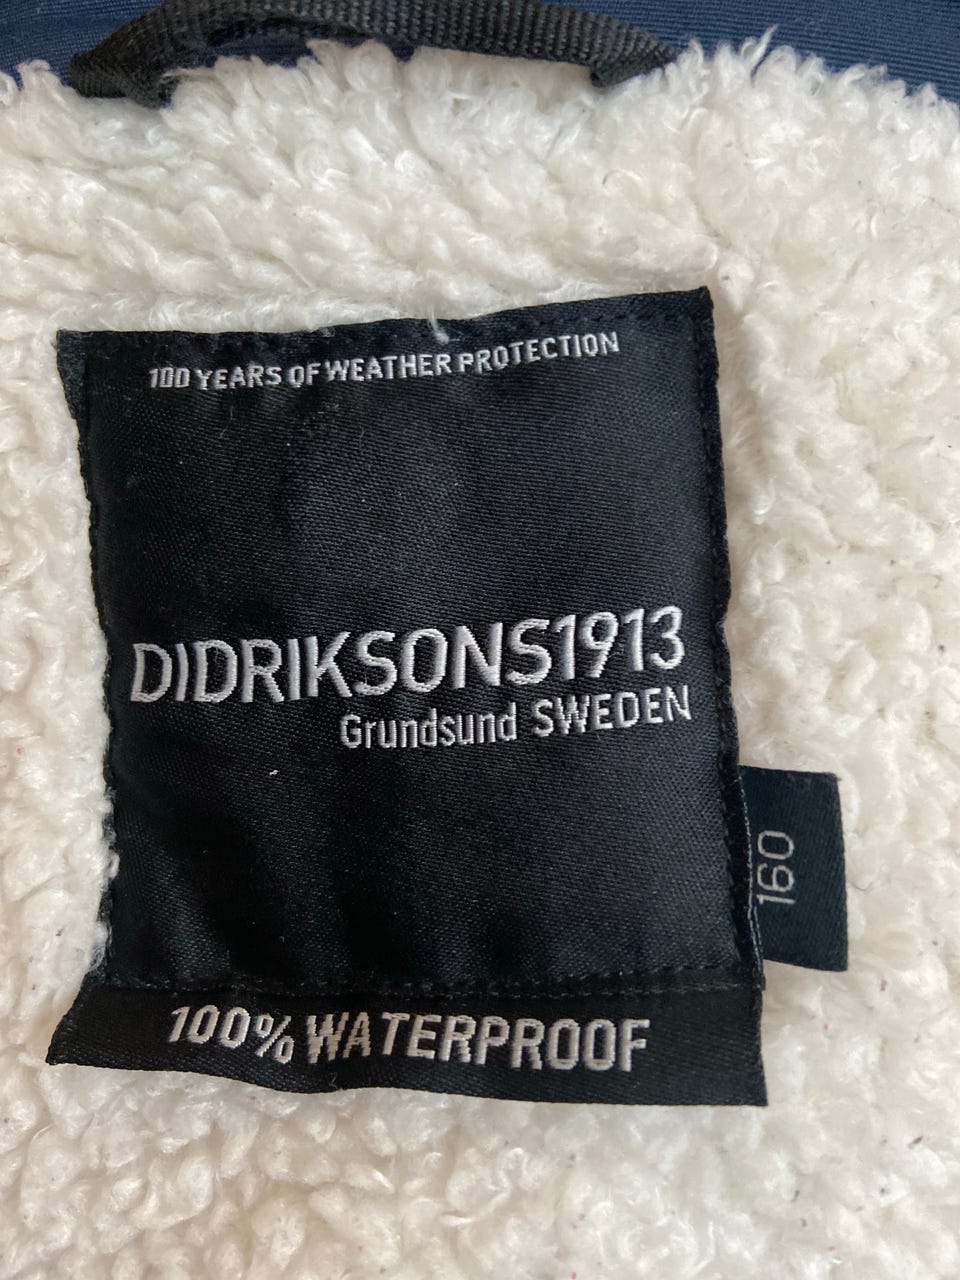 100 YEARS OF WEATHER PROTECTION
DIDRIKSONS1913
Grundsund SWEDEN
160
100% WATERPROOF